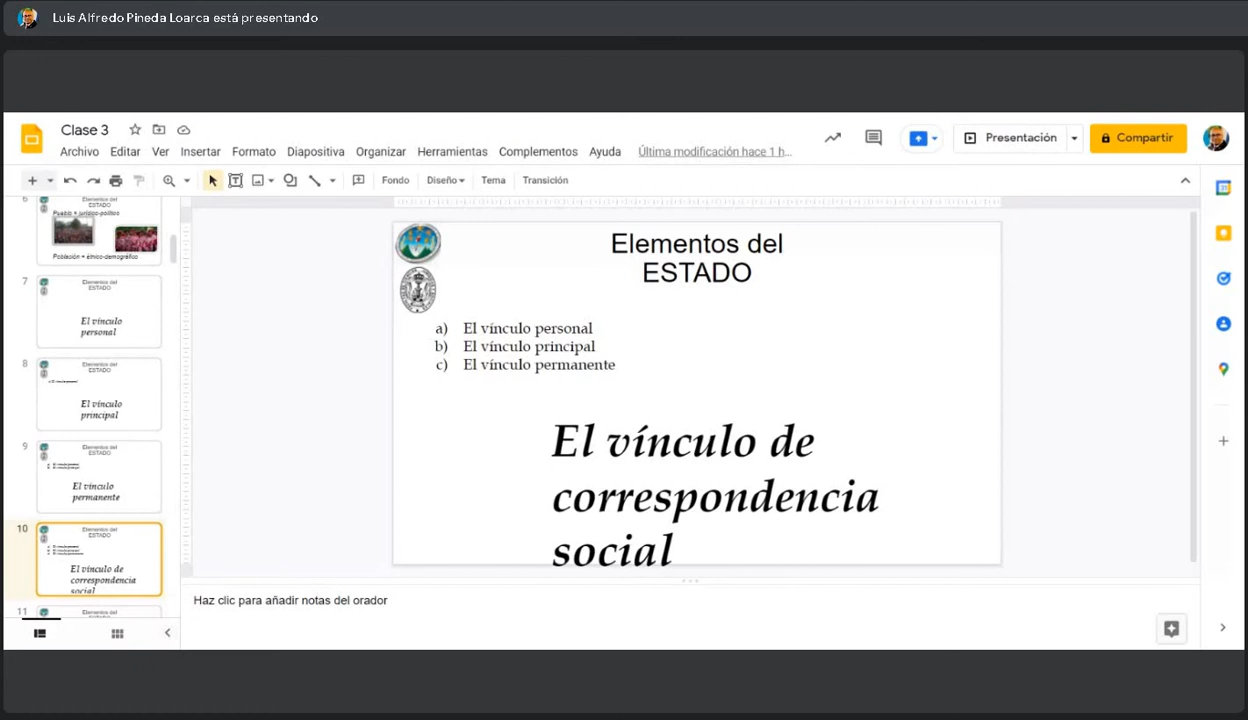 Luis Alfredo Pineda Loarca está presentando
Clase 3
Archivo Editar Ver Insertar Formato Diapositiva Organizar Herramientas Complementos Ayuda Última modificación hace 1 h...
Presentación
Compartir
Fondo Diseño Tema Transición
6
Elementos del
ESTADO
Pueblo = jurídico-político
Población = étnico-demográfico
7
Elementos del
ESTADO
El vínculo
personal
8
Elementos del
ESTADO
El vínculo
principal
9
Elementos del
ESTADO
El vínculo
permanente
10
Elementos del
ESTADO
El vínculo de
correspondencia
social
11
Elementos del
Elementos del
ESTADO
a) El vínculo personal
b) El vínculo principal
c) El vínculo permanente
El vínculo de
correspondencia
social
Haz clic para añadir notas del orador